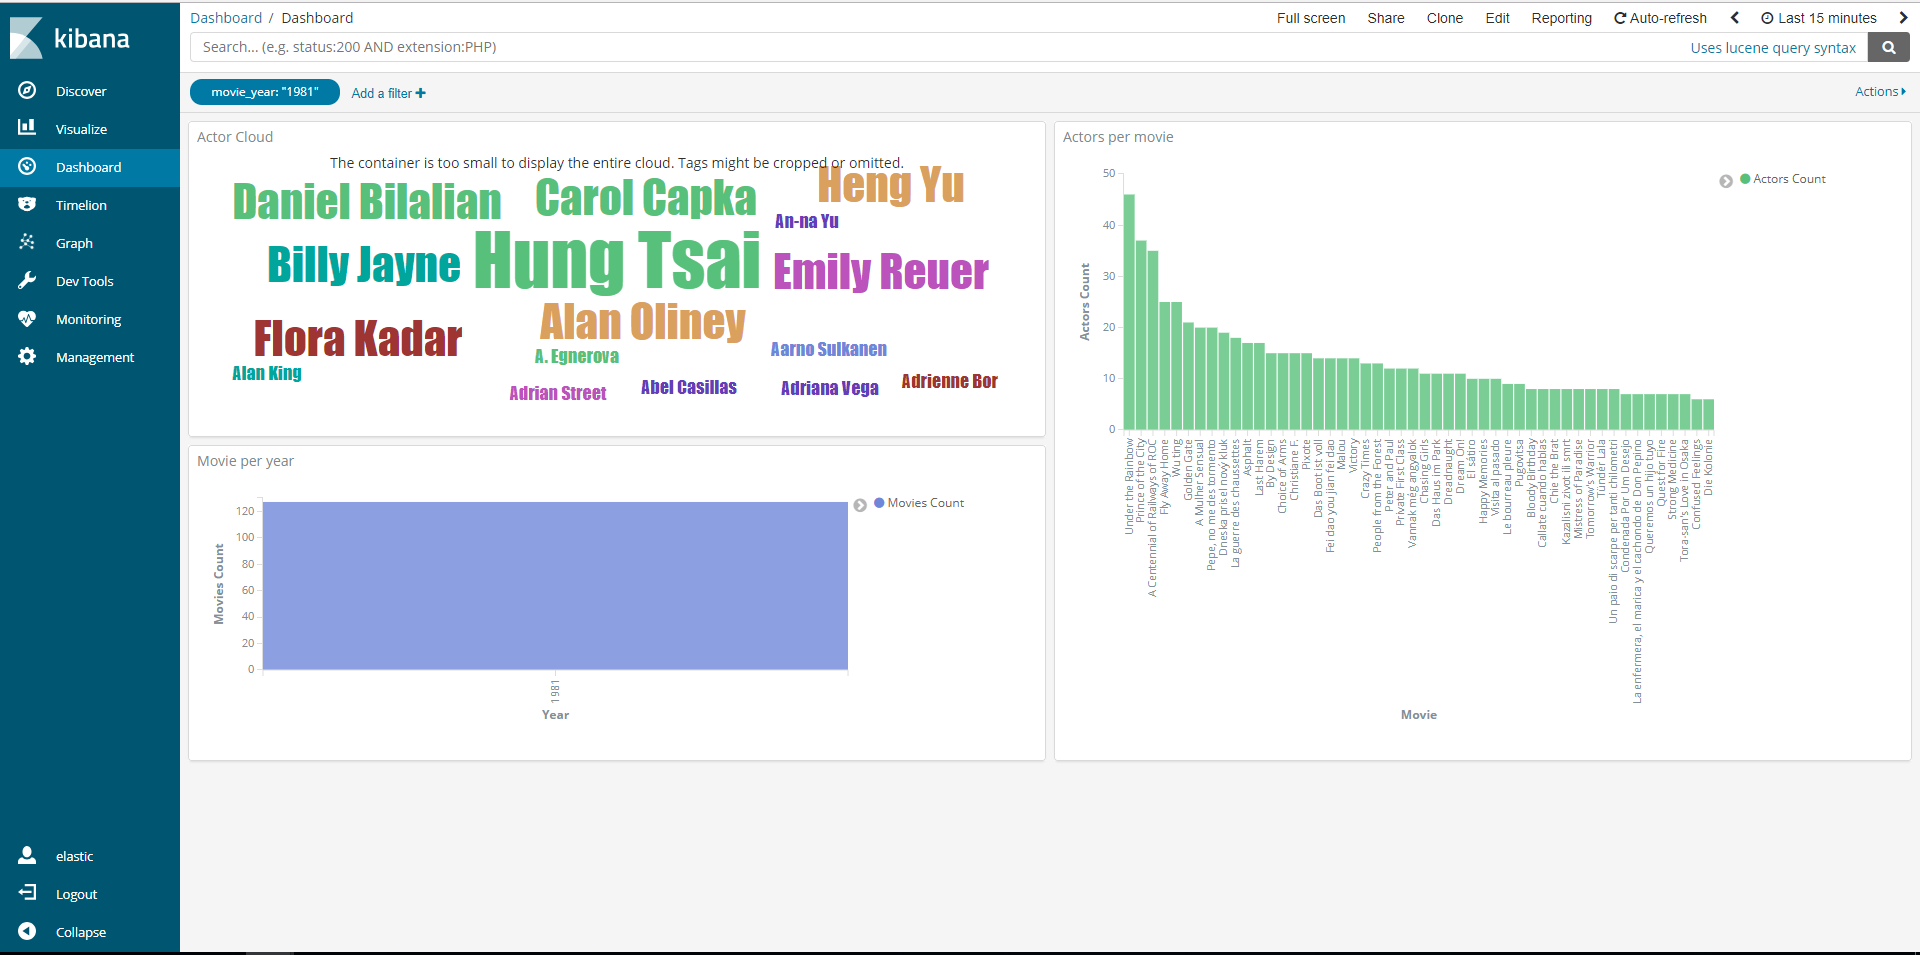 kibana
Discover
Visualize
Dashboard
Timelion
Graph
Dev Tools
Monitoring
Management
elastic
Logout
Collapse
Dashboard / Dashboard
Full screen Share Clone Edit Reporting Auto-refresh Last 15 minutes
Search... (e.g. status:200 AND extension:PHP) Uses lucene query syntax
movie_year: "1981" Add a filter Actions
Actor Cloud
The container is too small to display the entire cloud. Tags might be cropped or omitted.
Daniel Bilalian Carol Capka Heng Yu
An-na Yu
Billy Jayne Hung Tsai Emily Reuer
Flora Kadar Alan Oliney
A. Egnerova Aarno Sulkanen
Alan King
Adrian Street Abel Casillas Adriana Vega Adrienne Bor
Movie per year
Movies Count
120
100
80
60
40
20
0
Movies Count
1981
Year
Actors per movie
Actors Count
50
40
30
20
10
0
Actors Count
Under the Rainbow
Prince of the City
A Centennial of Railways of ROC
Fly Away Home
Wu ting
Golden Gate
A Mulher Sensual
Pepe, no me des tormento
Dneska prisel nový kluk
La guerre des chaussettes
Asphalt
Last Harem
By Design
Choice of Arms
Christiane F.
Pixote
Das Boot ist voll
Fei dao you jian fei dao
Malou
Victory
Crazy Times
People from the Forest
Peter and Paul
Private First Class
Vannak még angyalok
Chasing Girls
Das Haus im Park
Dreadnaught
Dream On!
El sátiro
Happy Memories
Visita al pasado
Le bourreau pleure
Pugovitsa
Bloody Birthday
Callate cuando hablas
Chie the Brat
Kazalisni zivot ili smrt
Mistress of Paradise
Tomorrow's Warrior
Tündér Lala
Un paio di scarpe per tanti chilometri
Condenada Por Um Desejo
La enfermera, el marica y el cachondo de Don Pepino
Queremos un hijo tuyo
Quest for Fire
Strong Medicine
Tora-san's Love in Osaka
Confused Feelings
Die Kolonie
Movie